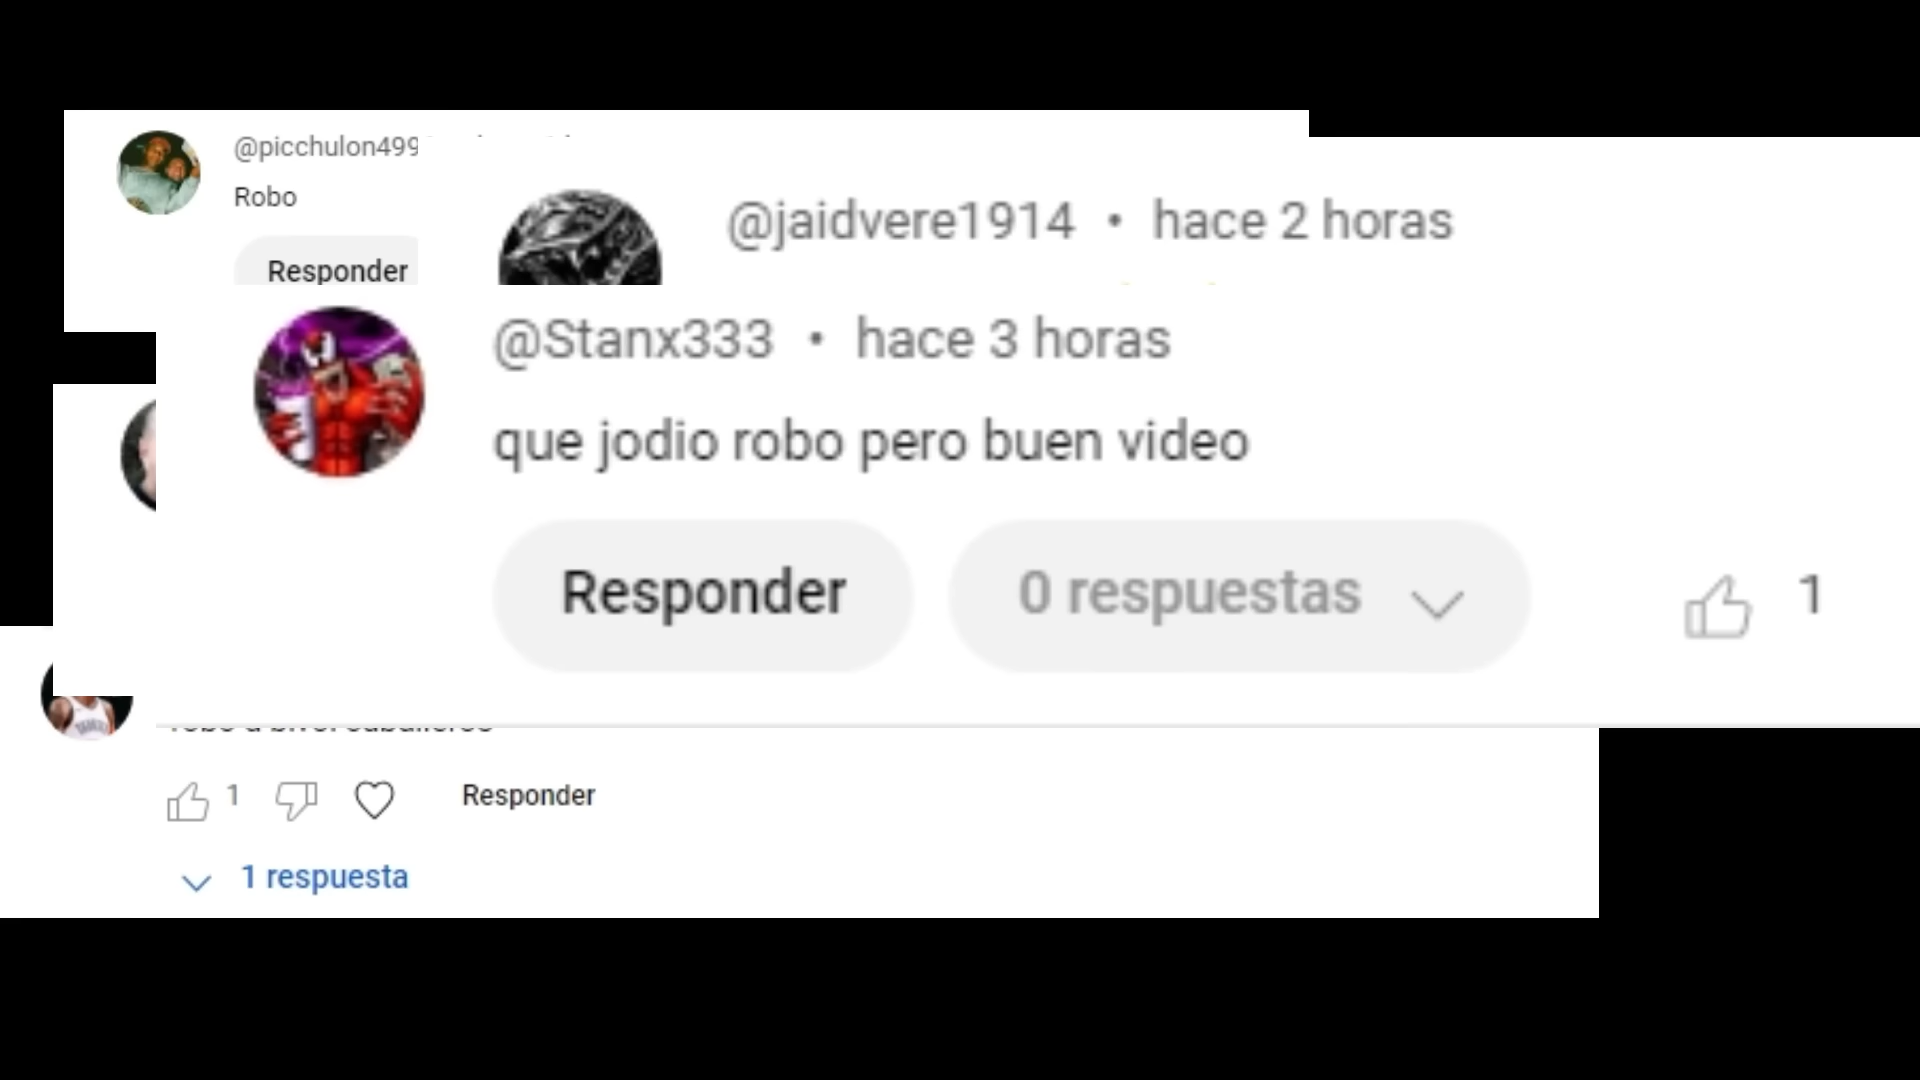 @picchulon499
Robo
Responder
@jaidvere1914 • hace 2 horas
@Stanx333 • hace 3 horas
que jodio robo pero buen video
Responder
0 respuestas
1
1
Responder
1 respuesta